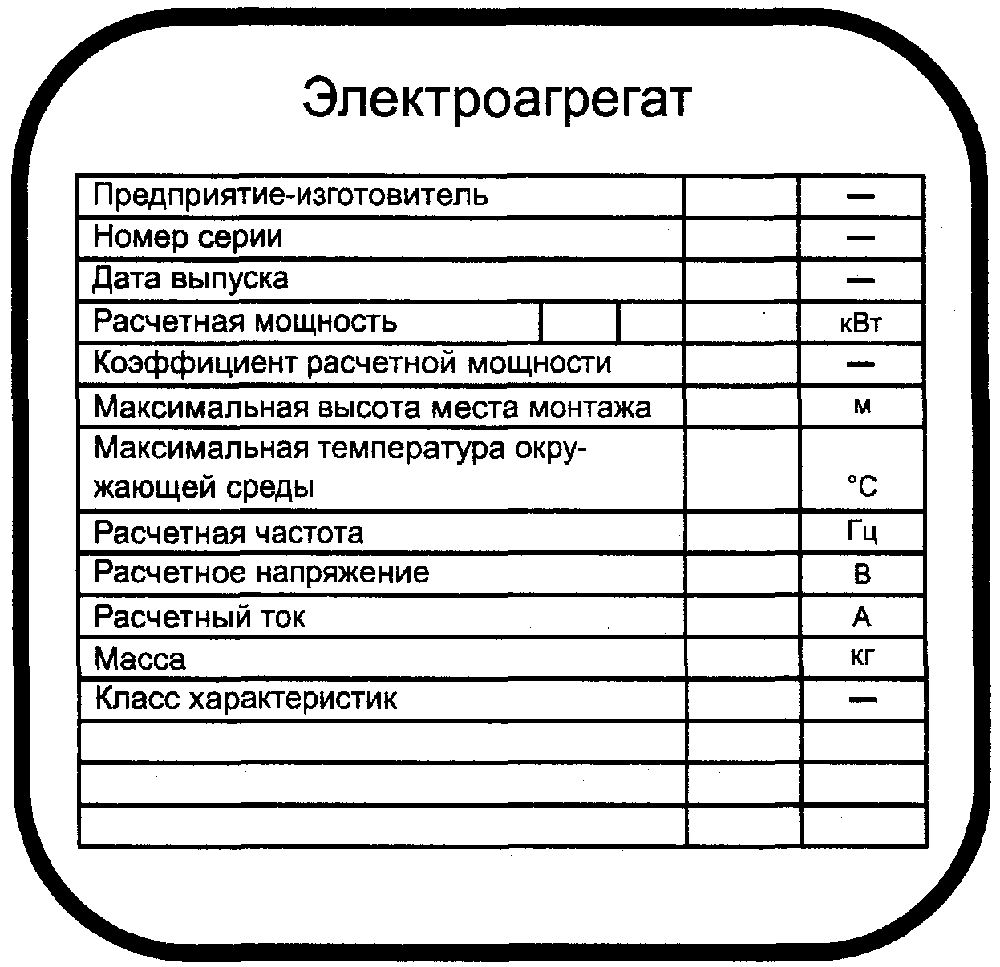 Электроагрегат
Предприятие-изготовитель —
Номер серии —
Дата выпуска —
Расчетная мощность кВт
Коэффициент расчетной мощности —
Максимальная высота места монтажа м
Максимальная температура окру-
жающей среды °С
Расчетная частота Гц
Расчетное напряжение В
Расчетный ток А
Масса кг
Класс характеристик —